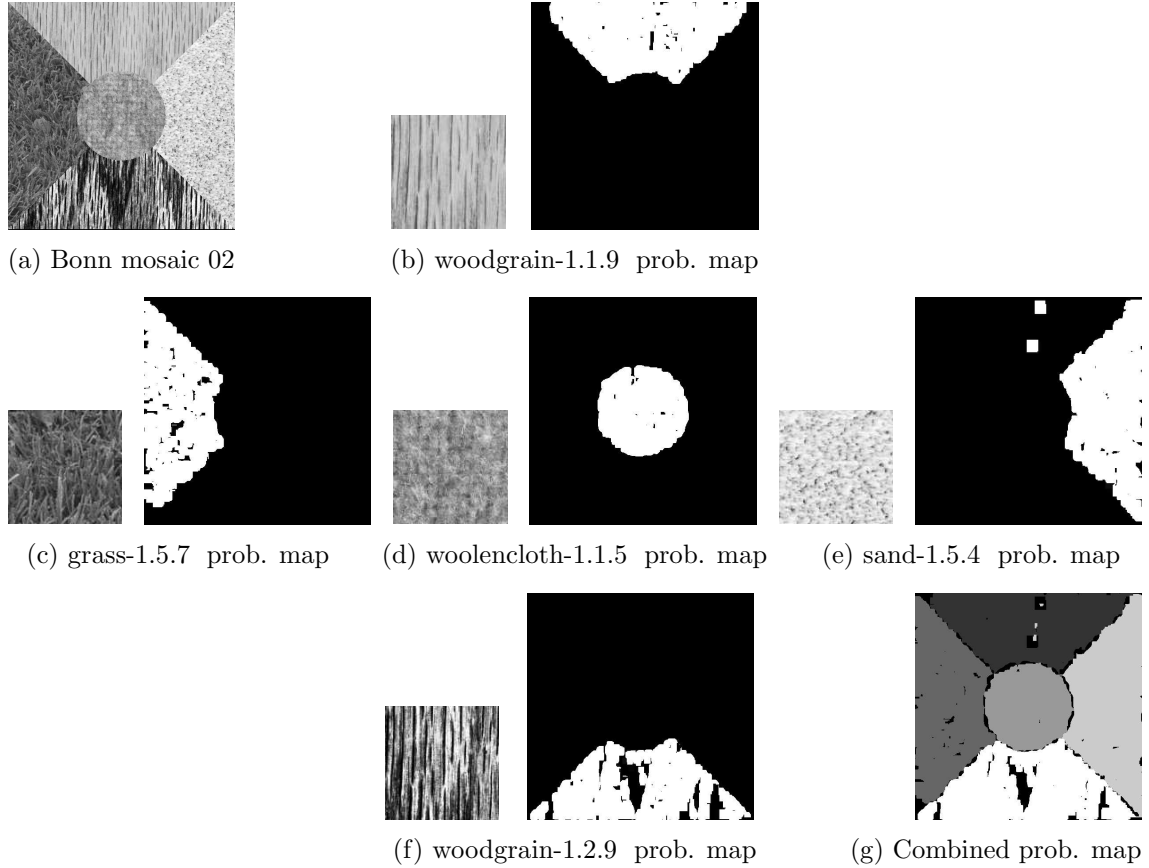 (a) Bonn mosaic 02
(b) woodgrain-1.1.9 prob. map
(c) grass-1.5.7 prob. map
(d) woolencloth-1.1.5 prob. map
(e) sand-1.5.4 prob. map
(f) woodgrain-1.2.9 prob. map
(g) Combined prob. map